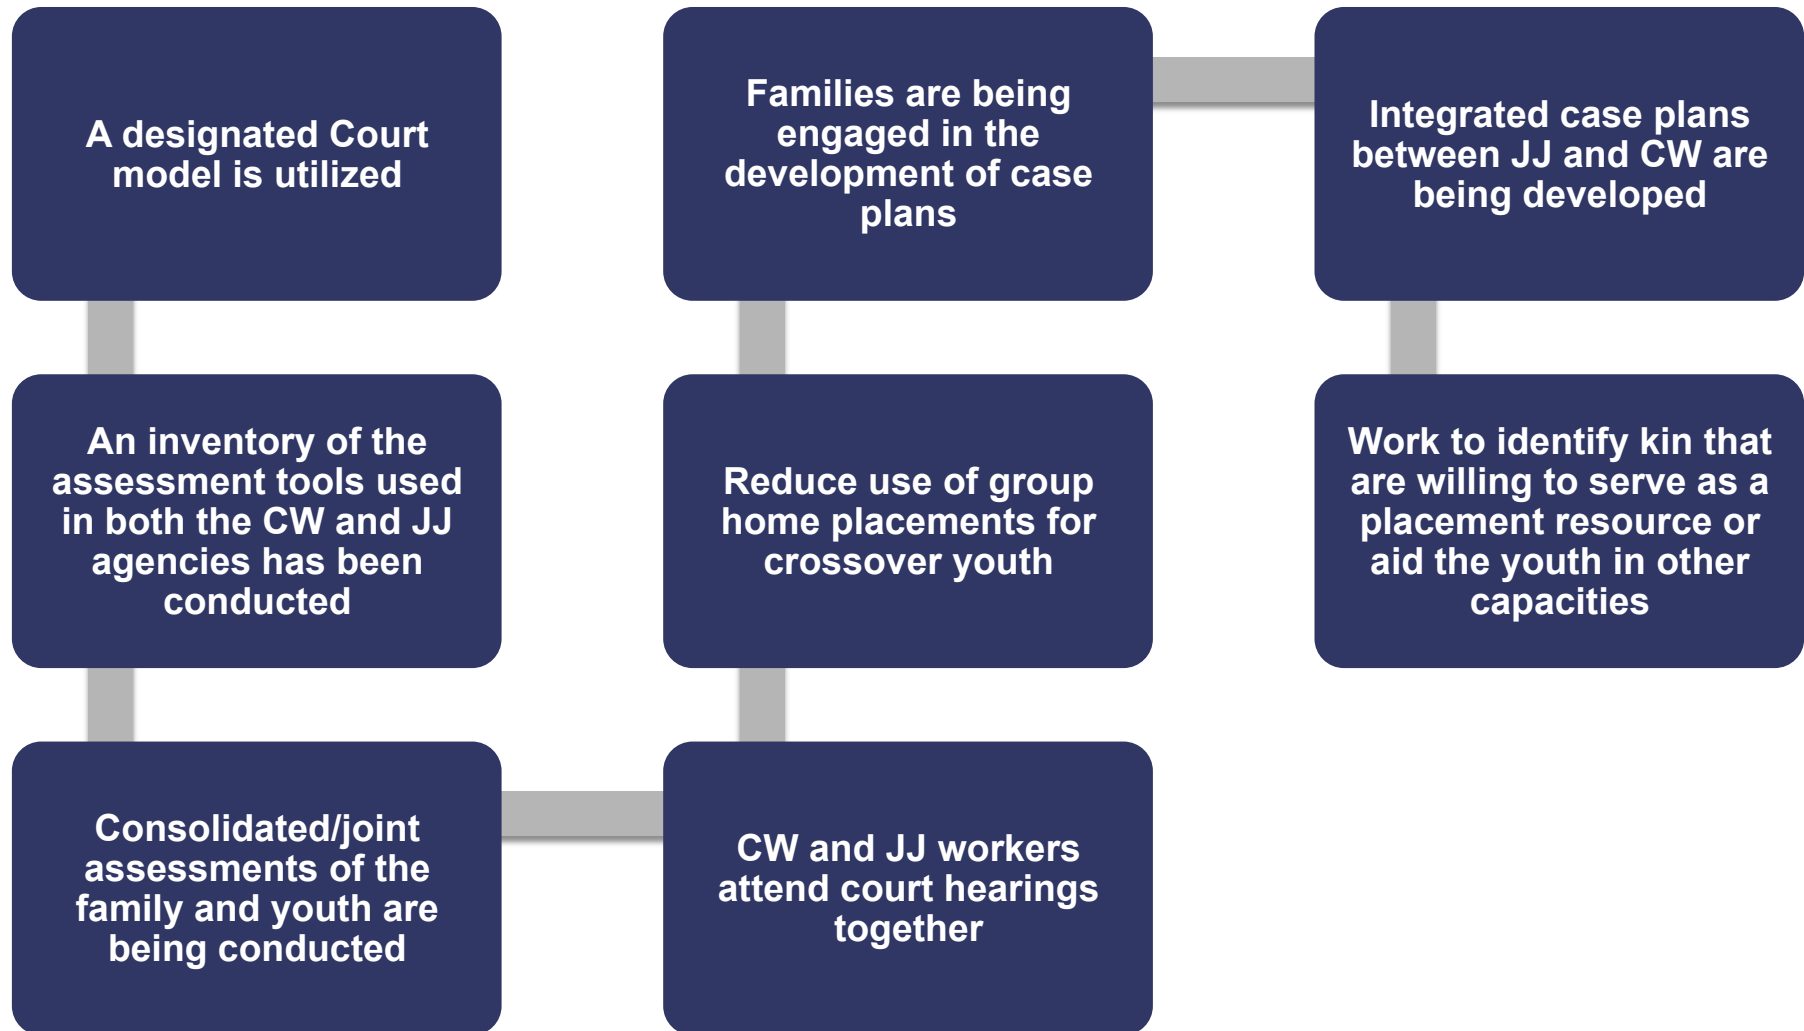 A designated Court
model is utilized
An inventory of the
assessment tools used
in both the CW and JJ
agencies has been
conducted
Consolidated/joint
assessments of the
family and youth are
being conducted
CW and JJ workers
attend court hearings
together
Reduce use of group
home placements for
crossover youth
Families are being
engaged in the
development of case
plans
Integrated case plans
between JJ and CW are
being developed
Work to identify kin that
are willing to serve as a
placement resource or
aid the youth in other
capacities